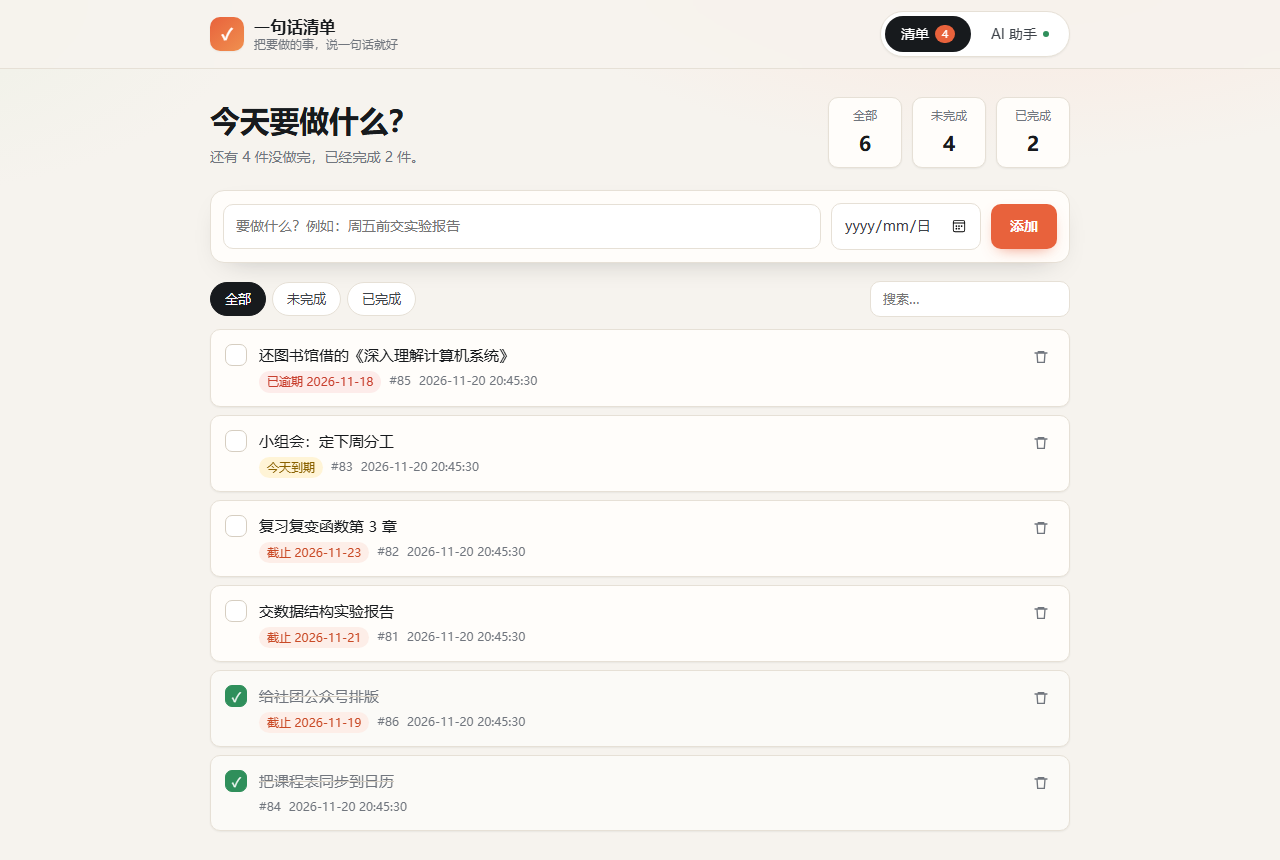 一句话清单
把要做的事，说一句话就好
清单 4
AI 助手
今天要做什么？
还有 4 件没做完，已经完成 2 件。
全部
6
未完成
4
已完成
2
要做什么？例如：周五前交实验报告
yyyy/mm/日
添加
全部
未完成
已完成
搜索...
还图书馆借的《深入理解计算机系统》
已逾期 2026-11-18 #85 2026-11-20 20:45:30
小组会：定下周分工
今天到期 #83 2026-11-20 20:45:30
复习复变函数第 3 章
截止 2026-11-23 #82 2026-11-20 20:45:30
交数据结构实验报告
截止 2026-11-21 #81 2026-11-20 20:45:30
给社团公众号排版
截止 2026-11-19 #86 2026-11-20 20:45:30
把课程表同步到日历
#84 2026-11-20 20:45:30